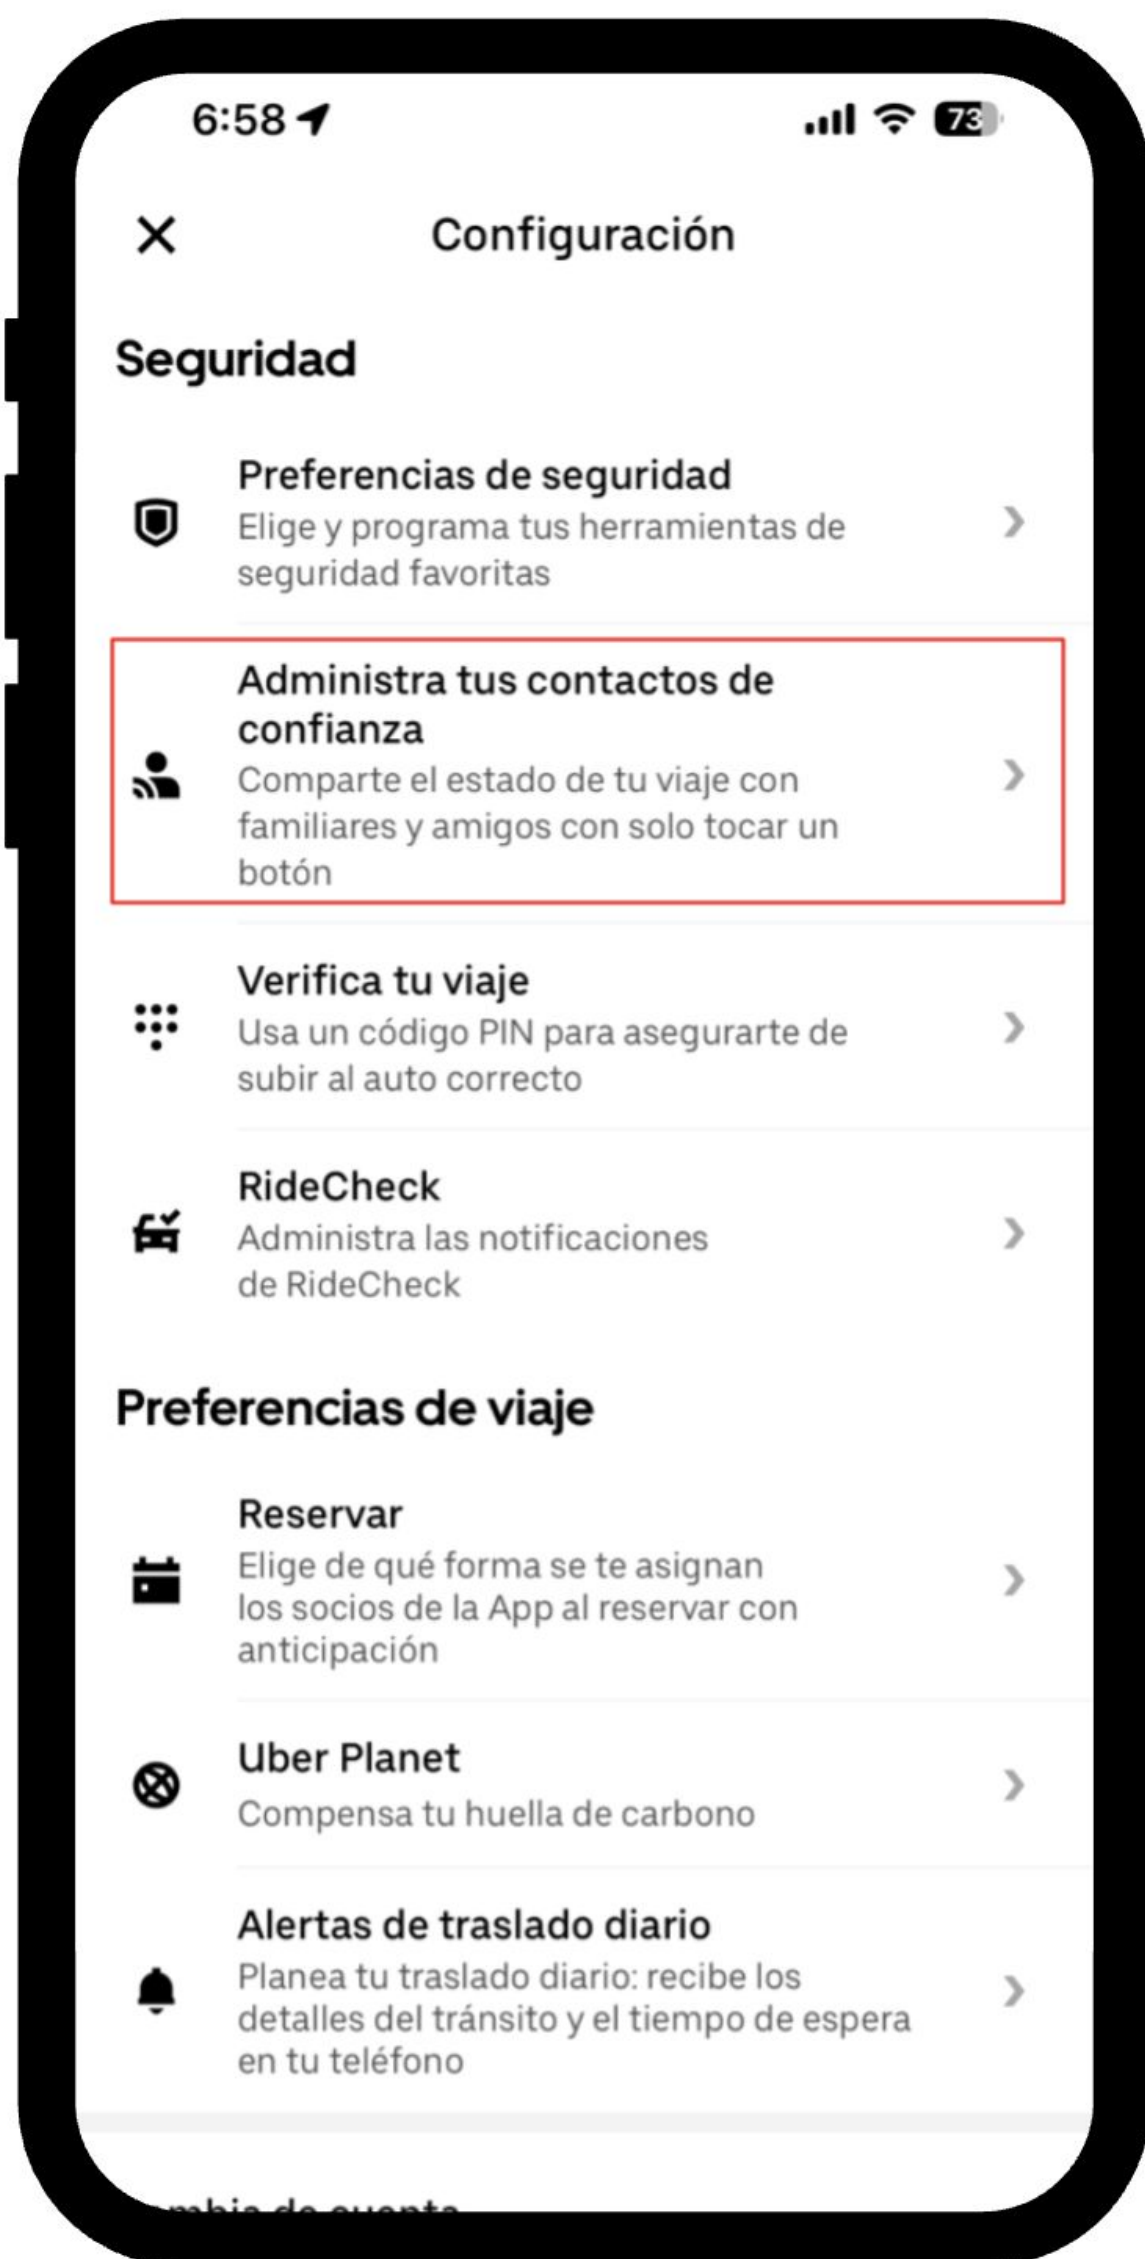 6:58
73
Configuración
Seguridad
Preferencias de seguridad
Elige y programa tus herramientas de
seguridad favoritas
Administra tus contactos de
confianza
Comparte el estado de tu viaje con
familiares y amigos con solo tocar un
botón
Verifica tu viaje
Usa un código PIN para asegurarte de
subir al auto correcto
RideCheck
Administra las notificaciones
de RideCheck
Preferencias de viaje
Reservar
Elige de qué forma se te asignan
los socios de la App al reservar con
anticipación
Uber Planet
Compensa tu huella de carbono
Alertas de traslado diario
Planea tu traslado diario: recibe los
detalles del tránsito y el tiempo de espera
en tu teléfono
de cuenta